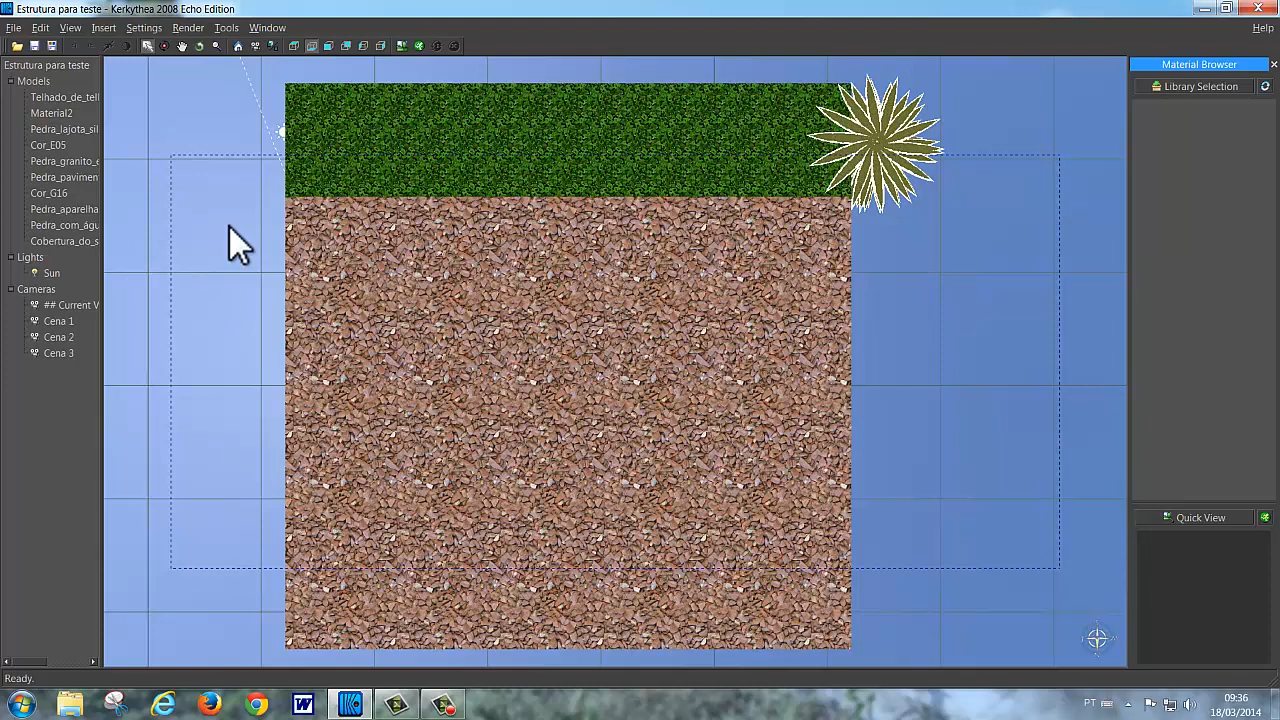 Estrutura para teste - Kerkythea 2008 Echo Edition
File Edit View Insert Settings Render Tools Window Help
Estrutura para teste
Models
Telhado_de_tell
Material2
Pedra_lajota_sil
Cor_E05
Pedra_granito_e
Pedra_pavimen
Cor_G16
Pedra_aparelha
Pedra_com_águ
Cobertura_do_s
Lights
Sun
Cameras
## Current V
Cena 1
Cena 2
Cena 3
Material Browser
Library Selection
Quick View
Ready.
PT
09:36
18/03/2014